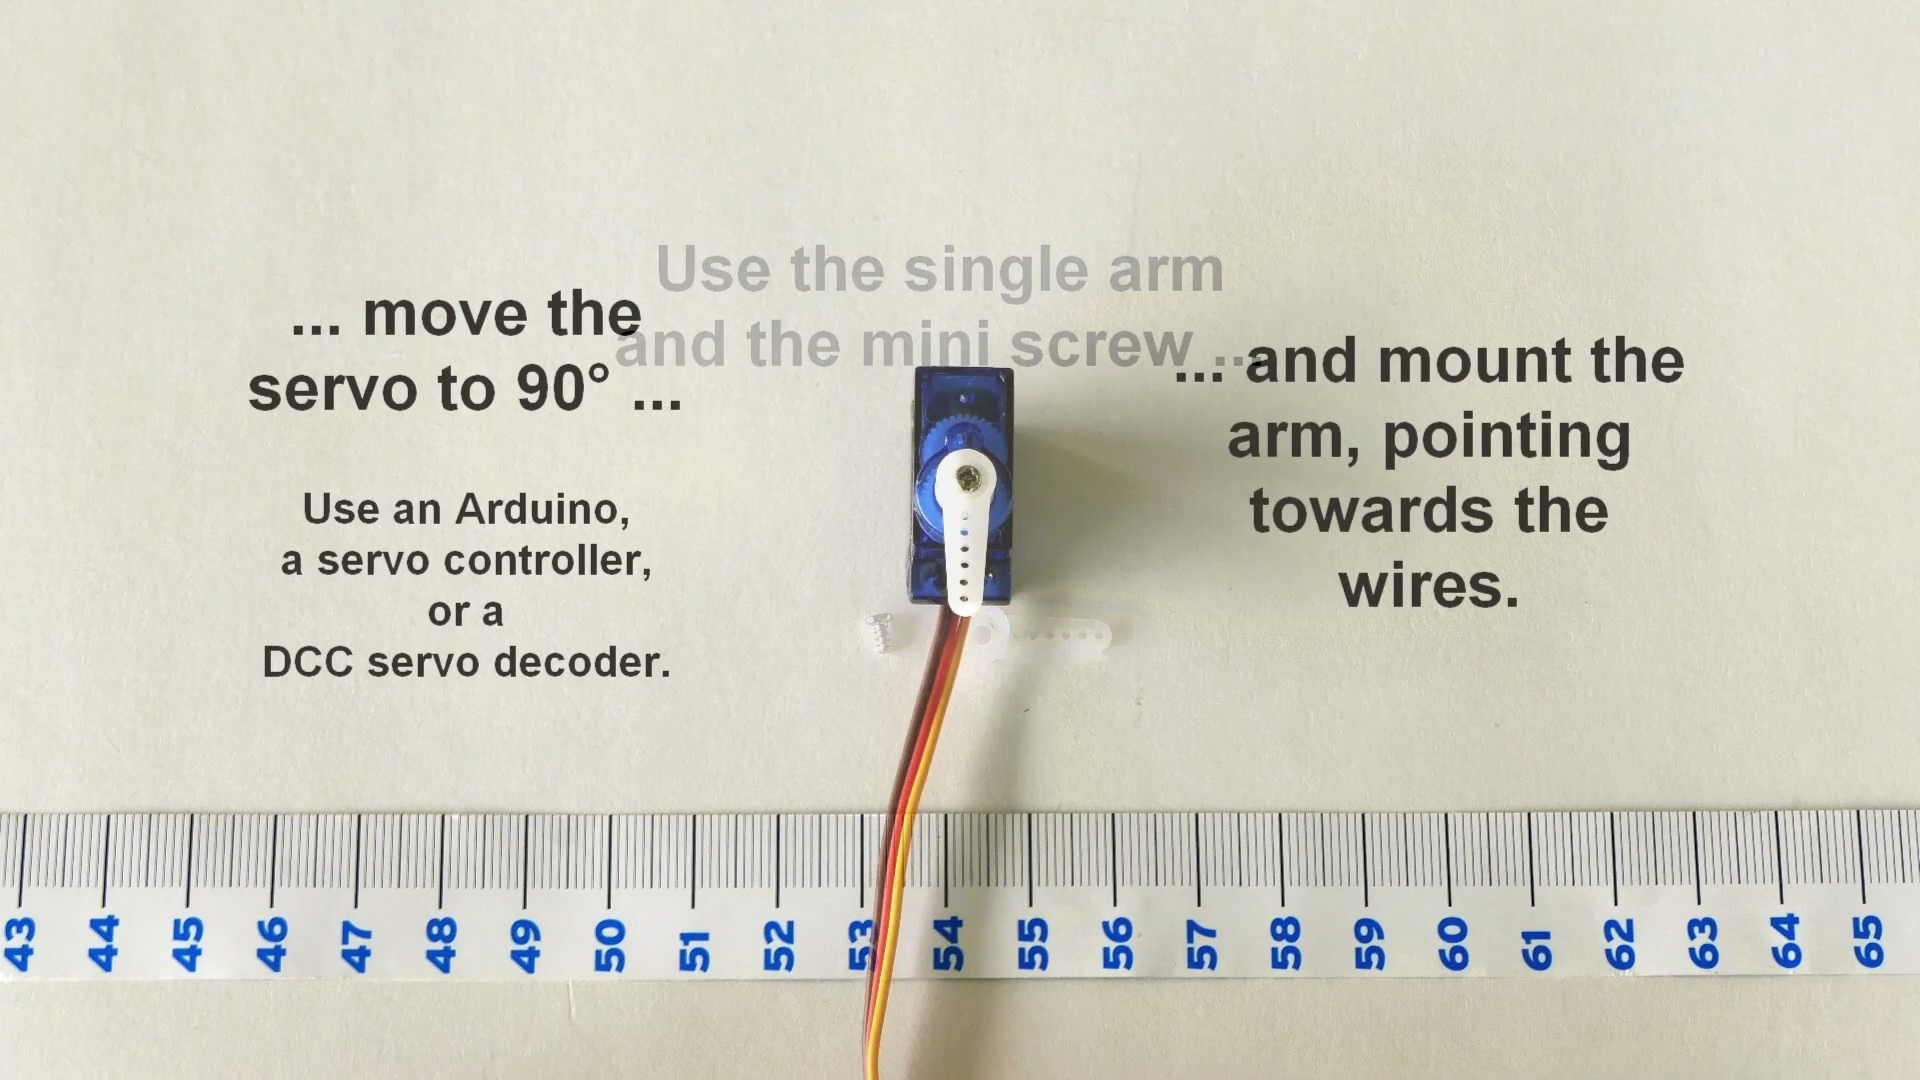 Use the single arm
and the mini screw ...
... move the
servo to 90° ...
Use an Arduino,
a servo controller,
or a
DCC servo decoder.
... and mount the
arm, pointing
towards the
wires.
43 44 45 46 47 48 49 50 51 52 53 54 55 56 57 58 59 60 61 62 63 64 65